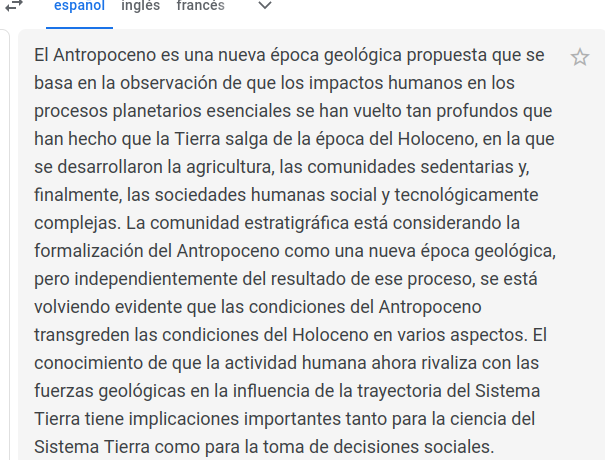 español inglés francés
El Antropoceno es una nueva época geológica propuesta que se
basa en la observación de que los impactos humanos en los
procesos planetarios esenciales se han vuelto tan profundos que
han hecho que la Tierra salga de la época del Holoceno, en la que
se desarrollaron la agricultura, las comunidades sedentarias y,
finalmente, las sociedades humanas social y tecnológicamente
complejas. La comunidad estratigráfica está considerando la
formalización del Antropoceno como una nueva época geológica,
pero independientemente del resultado de ese proceso, se está
volviendo evidente que las condiciones del Antropoceno
transgreden las condiciones del Holoceno en varios aspectos. El
conocimiento de que la actividad humana ahora rivaliza con las
fuerzas geológicas en la influencia de la trayectoria del Sistema
Tierra tiene implicaciones importantes tanto para la ciencia del
Sistema Tierra como para la toma de decisiones sociales.